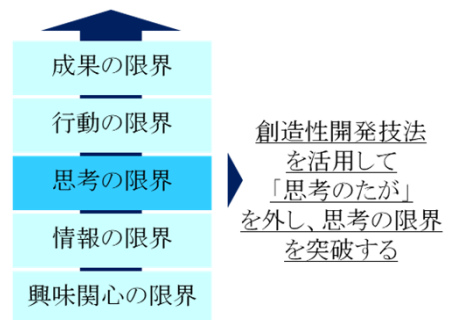 成果の限界
行動の限界
思考の限界
情報の限界
興味関心の限界
創造性開発技法
を活用して
「思考のたが」
を外し、思考の限界
を突破する